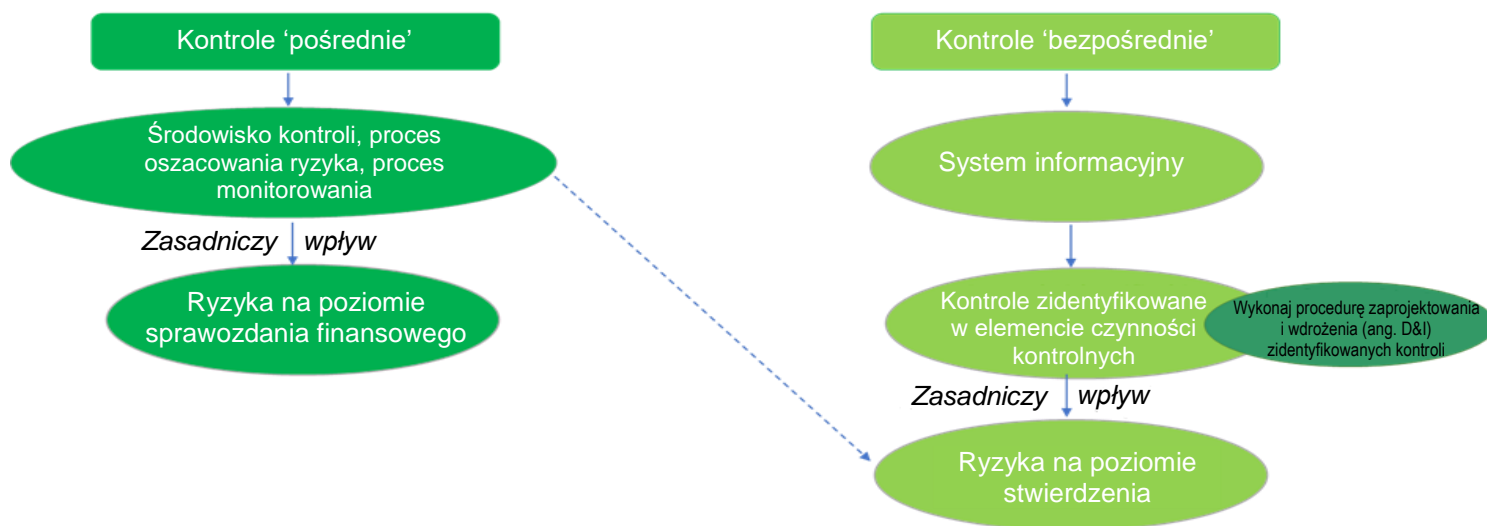 Kontrole ‘pośrednie’
Środowisko kontroli, proces
oszacowania ryzyka, proces
monitorowania
Zasadniczy wpływ
Ryzyka na poziomie
sprawozdania finansowego
Kontrole ‘bezpośrednie’
System informacyjny
Kontrole zidentyfikowane
w elemencie czynności
kontrolnych
Wykonaj procedurę zaprojektowania
i wdrożenia (ang. D&I)
zidentyfikowanych kontroli
Zasadniczy wpływ
Ryzyka na poziomie
stwierdzenia